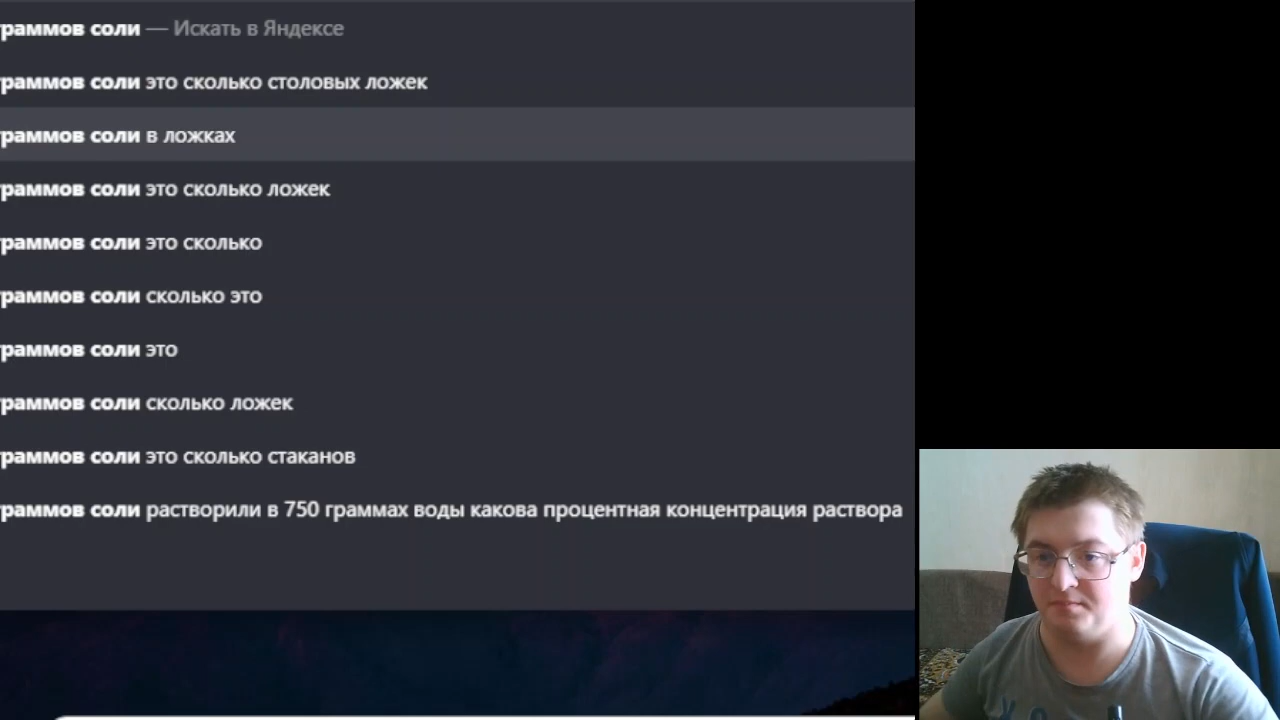 граммов соли — Искать в Яндексе
граммов соли это сколько столовых ложек
граммов соли в ложках
граммов соли это сколько ложек
граммов соли это сколько
граммов соли сколько это
граммов соли это
граммов соли сколько ложек
граммов соли это сколько стаканов
граммов соли растворили в 750 граммах воды какова процентная концентрация раствора